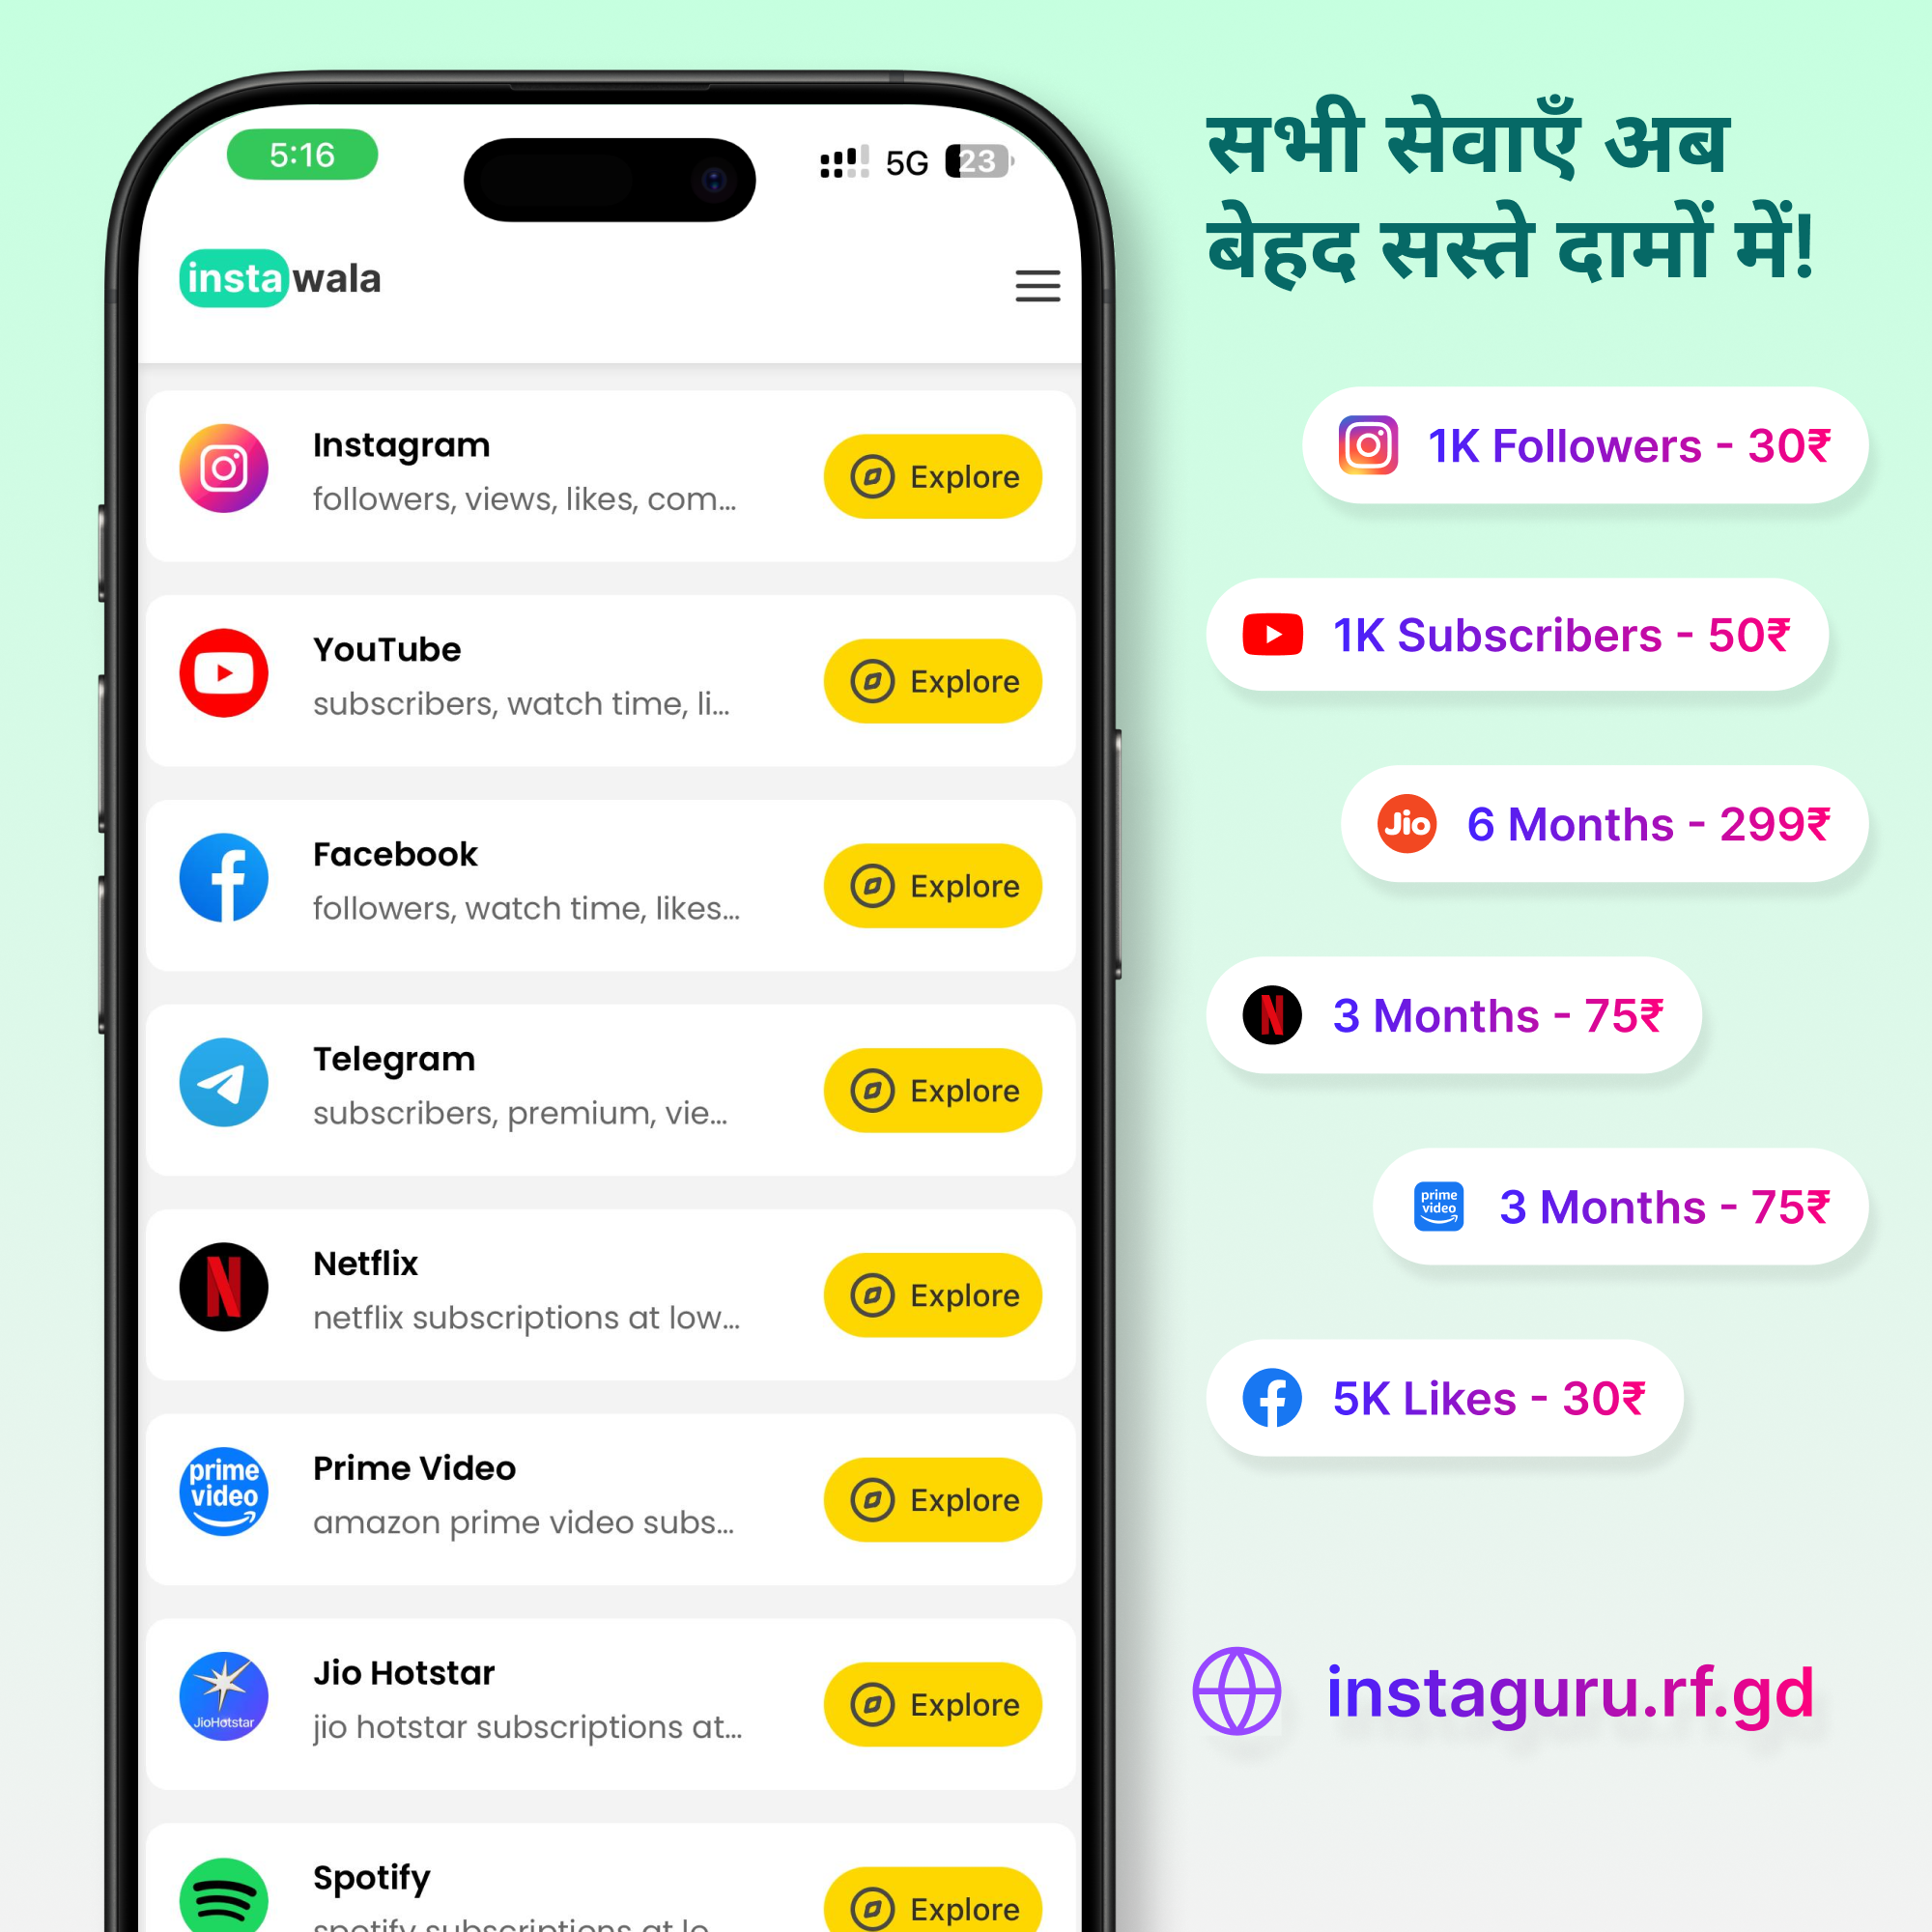 5:16
5G 23
instawala
Instagram
followers, views, likes, com...
Explore
YouTube
subscribers, watch time, li...
Explore
Facebook
followers, watch time, likes...
Explore
Telegram
subscribers, premium, vie...
Explore
Netflix
netflix subscriptions at low...
Explore
prime
video
Prime Video
amazon prime video subs...
Explore
JioHotstar
Jio Hotstar
jio hotstar subscriptions at...
Explore
Spotify
spotify subscriptions at lo...
Explore
सभी सेवाएँ अब
बेहद सस्ते दामों में!
1K Followers - 30₹
1K Subscribers - 50₹
Jio 6 Months - 299₹
3 Months - 75₹
prime
video
3 Months - 75₹
5K Likes - 30₹
instaguru.rf.gd